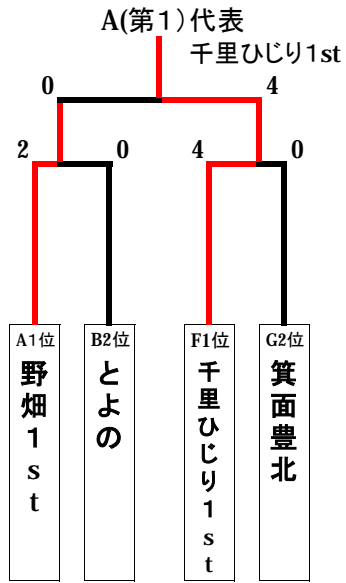 A(第１)代表
千里ひじり１st
0
4
2
0
4
0
A１位
B2位
F1位
G2位
野畑１st
とよの
千里ひじり１st
箕面豊北